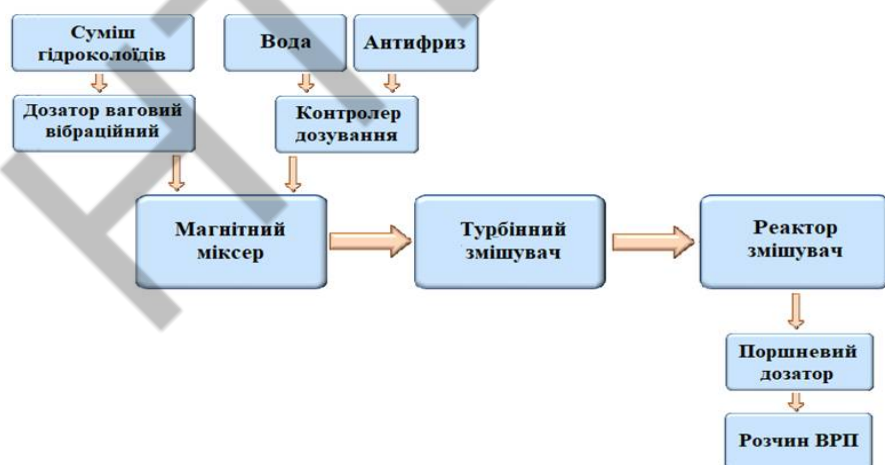 Суміш
гідроколоїдів
Вода
Антифриз
Дозатор ваговий
вібраційний
Контролер
дозування
Магнітний
міксер
Турбінний
змішувач
Реактор
змішувач
Поршневий
дозатор
Розчин ВРП